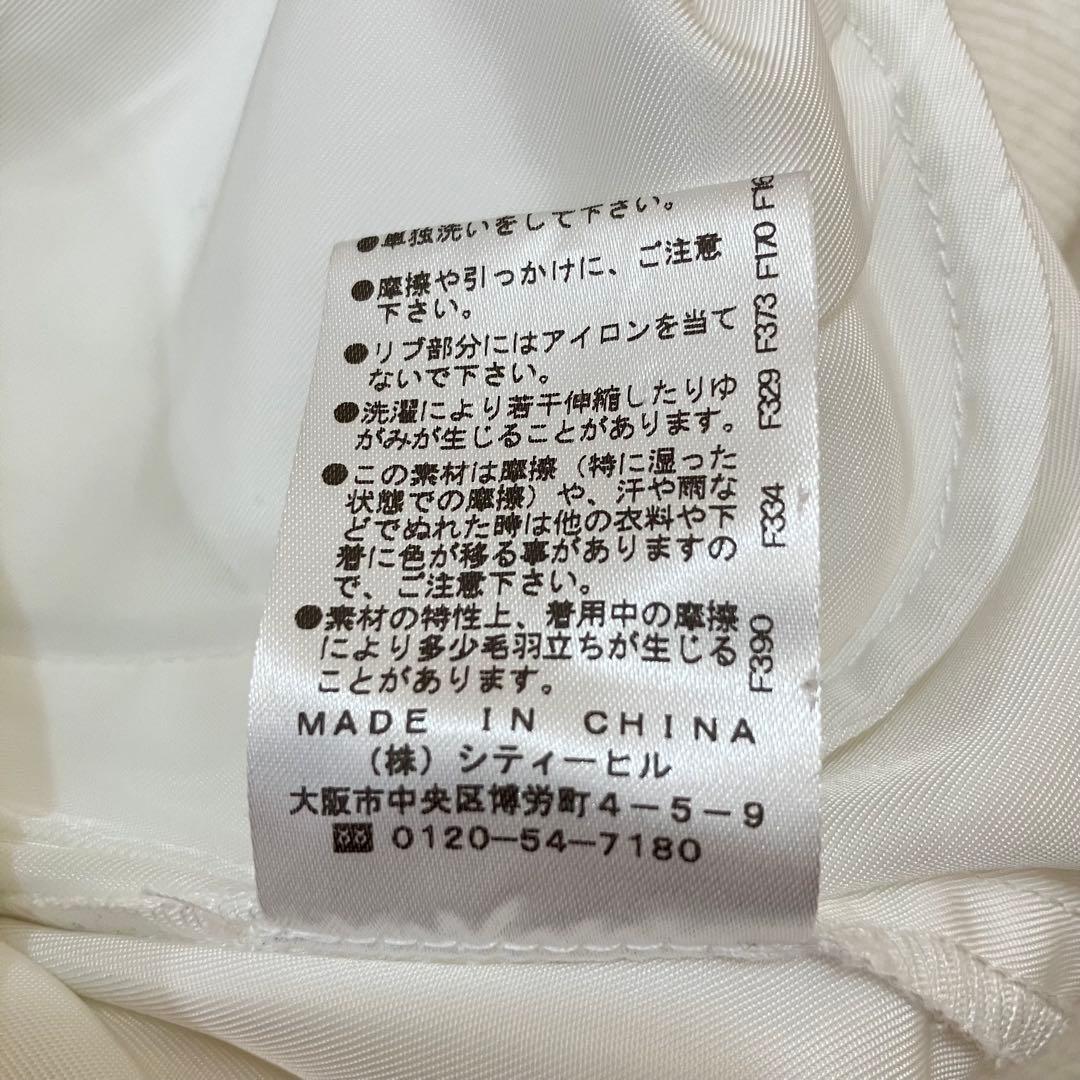 ●単独洗いをして下さい。
●摩擦や引っかけに、ご注意
下さい。
●リブ部分にはアイロンを当て
ないで下さい。
●洗濯により若干伸縮したりゆ
がみが生じることがあります。
●この素材は摩擦（特に湿った
状態での摩擦）や、汗や雨な
どでぬれた時は他の衣料や下
着に色が移る事がありますの
で、ご注意下さい。
●素材の特性上、着用中の摩擦
により多少毛羽立ちが生じる
ことがあります。
MADE IN CHINA
（株）シティーヒル
大阪市中央区博労町4-5-9
0120-54-7180
F390 F334 F329 F373 F170